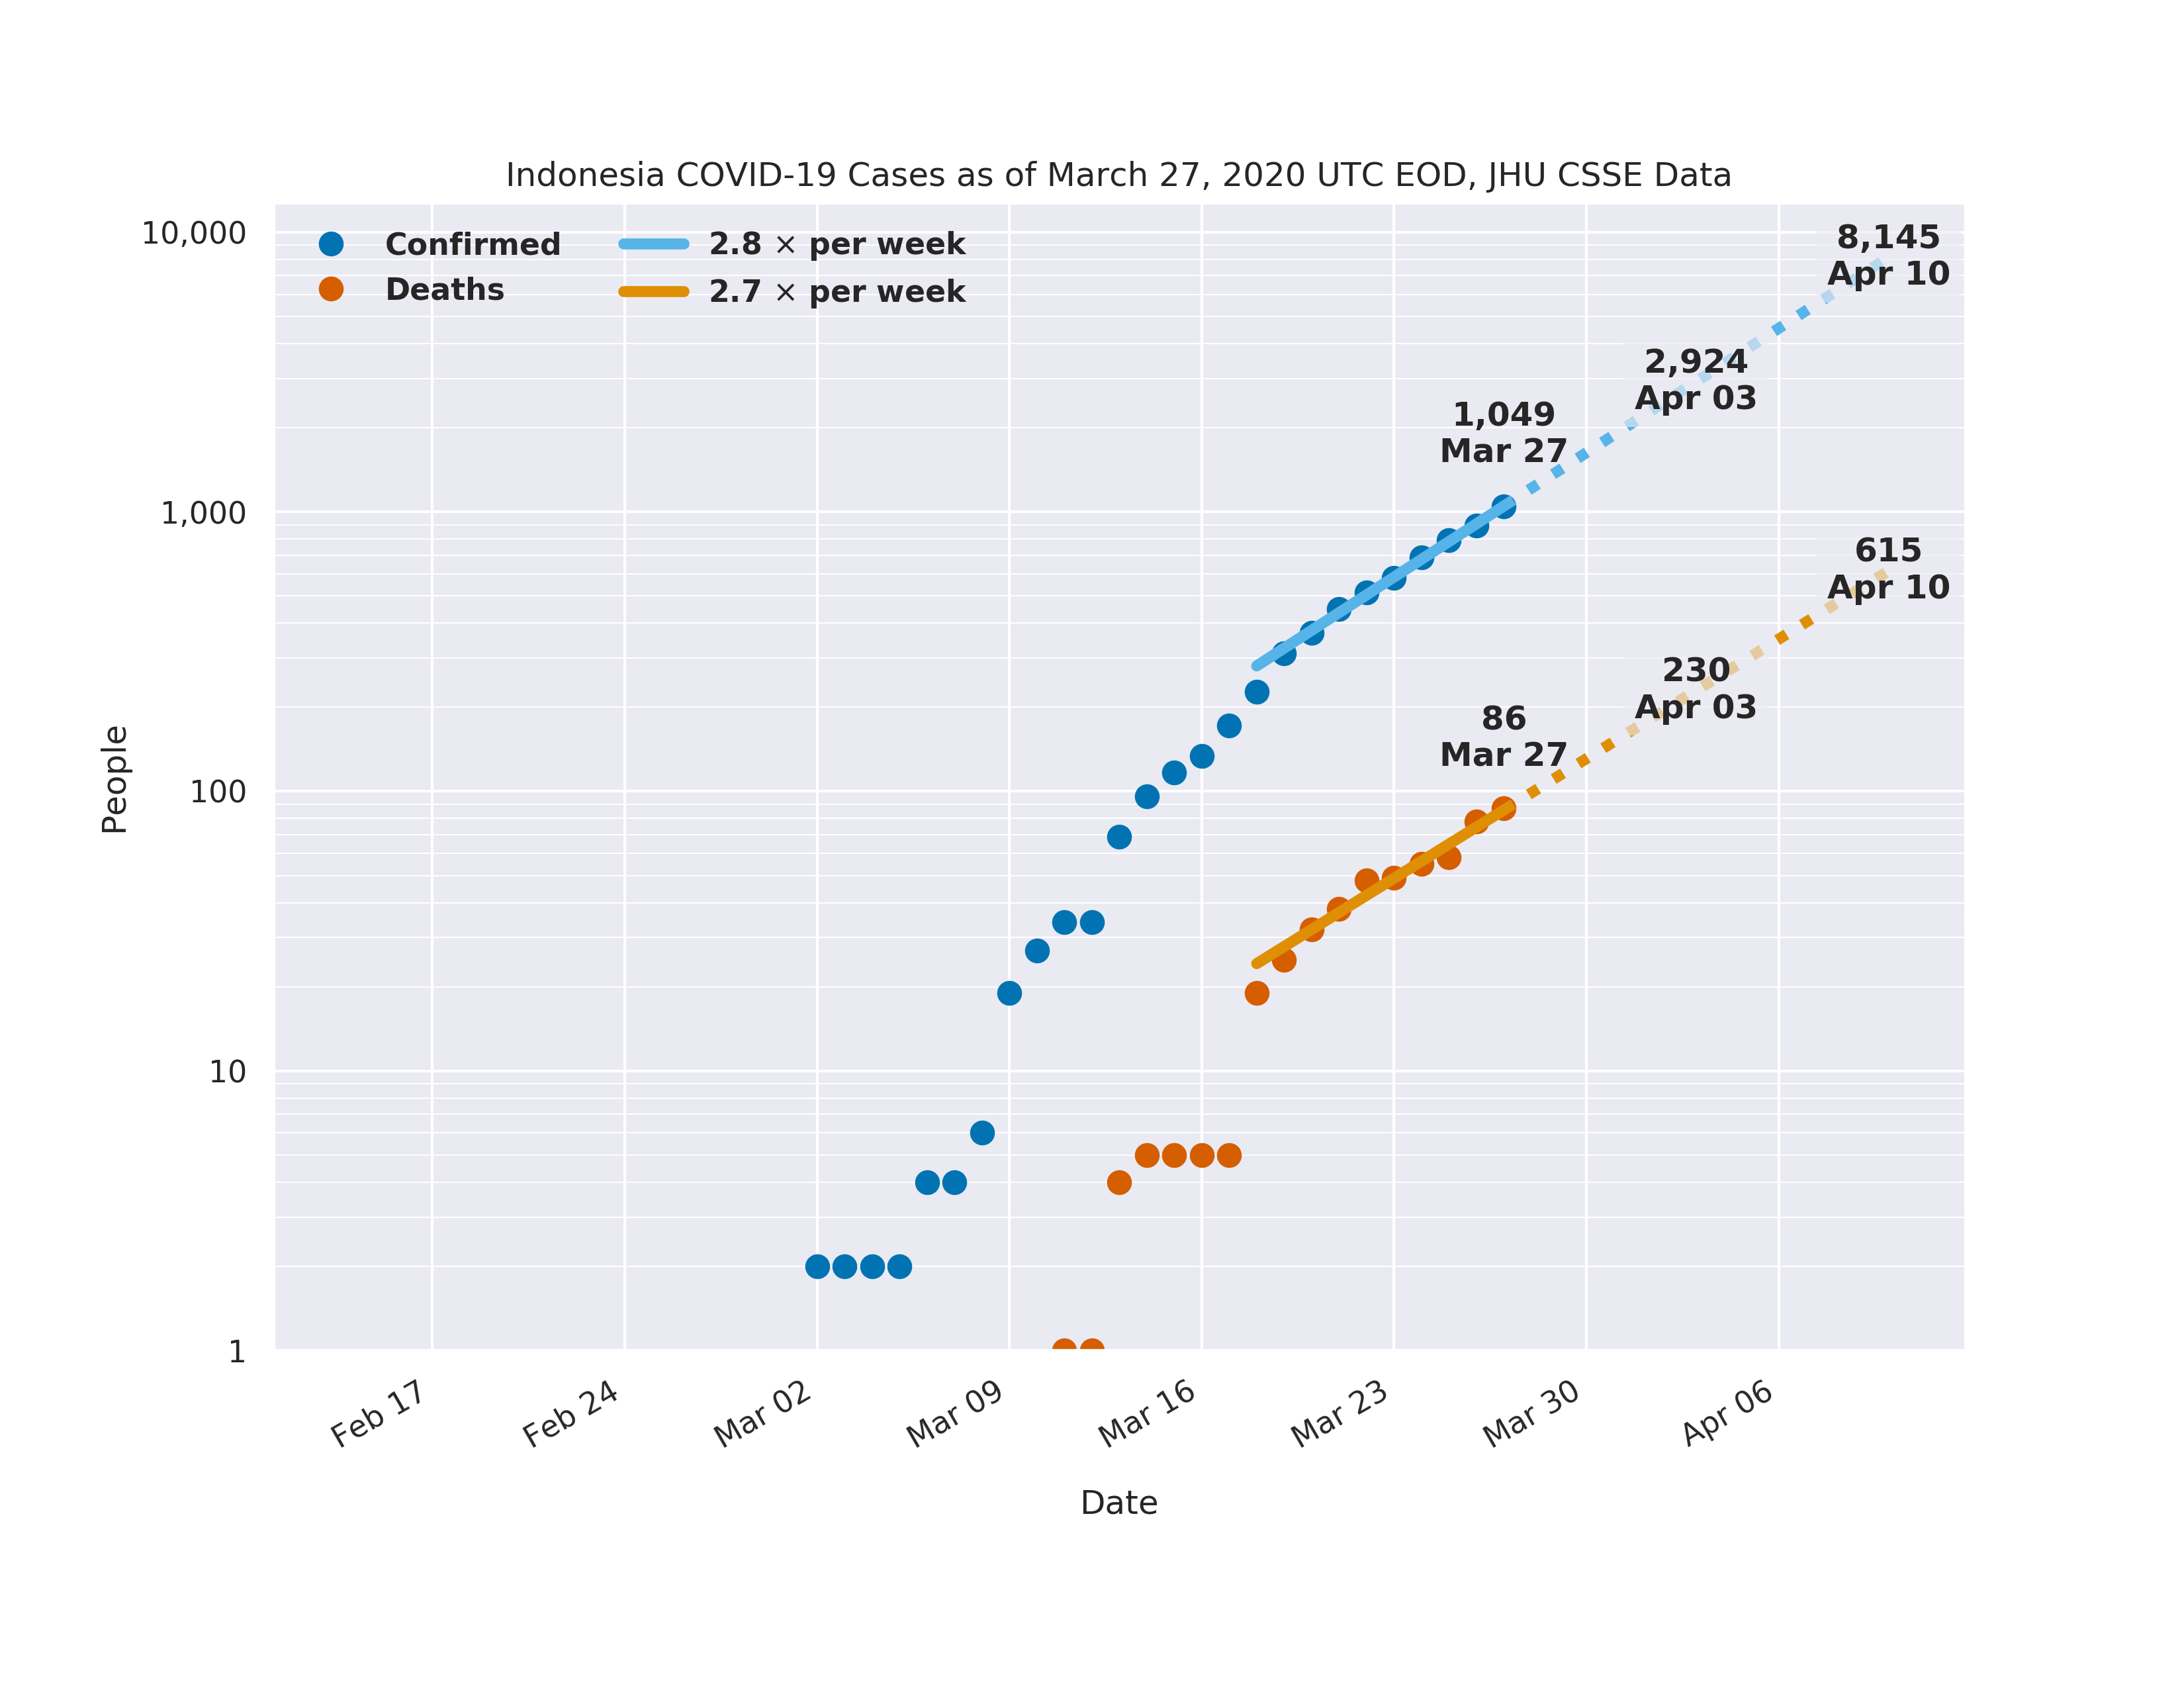 Indonesia COVID-19 Cases as of March 27, 2020 UTC EOD, JHU CSSE Data
Confirmed
Deaths
2.8 × per week
2.7 × per week
8,145
Apr 10
2,924
Apr 03
1,049
Mar 27
615
Apr 10
230
Apr 03
86
Mar 27
10,000
1,000
100
10
1
People
Feb 17
Feb 24
Mar 02
Mar 09
Mar 16
Mar 23
Mar 30
Apr 06
Date